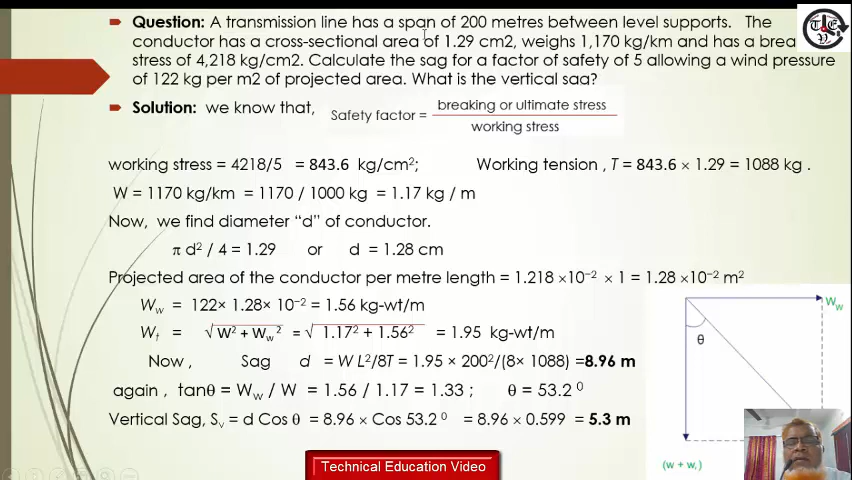 Question: A transmission line has a span of 200 metres between level supports. The
conductor has a cross-sectional area of 1.29 cm2, weighs 1,170 kg/km and has a brea
stress of 4,218 kg/cm2. Calculate the sag for a factor of safety of 5 allowing a wind pressure
of 122 kg per m2 of projected area. What is the vertical sag?
Solution: we know that, Safety factor = breaking or ultimate stress / working stress
working stress = 4218/5 = 843.6 kg/cm²; Working tension , T = 843.6 × 1.29 = 1088 kg .
W = 1170 kg/km = 1170 / 1000 kg = 1.17 kg / m
Now, we find diameter “d” of conductor.
π d² / 4 = 1.29 or d = 1.28 cm
Projected area of the conductor per metre length = 1.218 ×10⁻² × 1 = 1.28 ×10⁻² m²
Ww = 122× 1.28× 10⁻² = 1.56 kg-wt/m
Wt = √W² + Ww² = √1.17² + 1.56² = 1.95 kg-wt/m
Now , Sag d = W L²/8T = 1.95 × 200²/(8× 1088) =8.96 m
again , tanθ = Ww / W = 1.56 / 1.17 = 1.33 ; θ = 53.2 ⁰
Vertical Sag, Sv = d Cos θ = 8.96 × Cos 53.2 ⁰ = 8.96 × 0.599 = 5.3 m
Ww
θ
(w + wi)
Technical Education Video